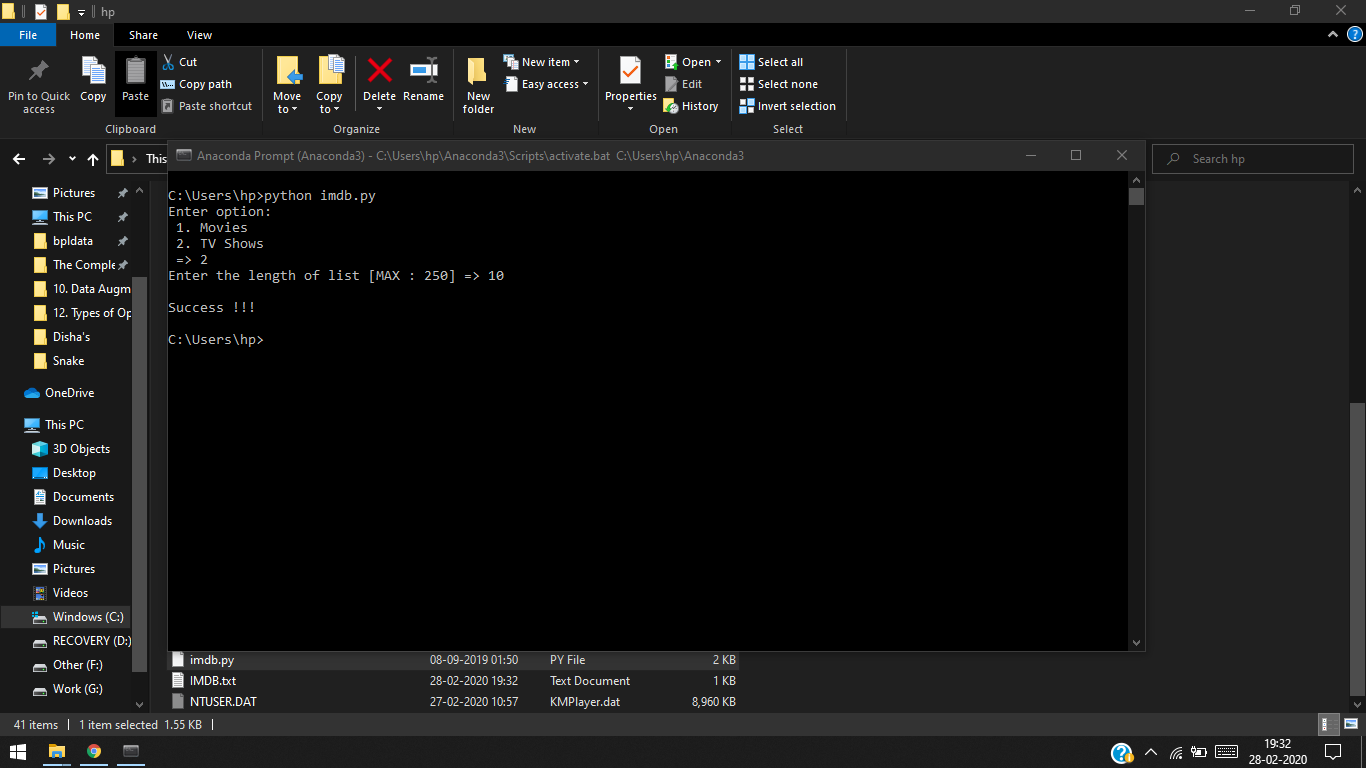 hp
File Home Share View
Pin to Quick access
Copy
Paste
Cut
Copy path
Paste shortcut
Clipboard
Move to
Copy to
Delete
Rename
Organize
New folder
New item
Easy access
New
Properties
Open
Edit
History
Open
Select all
Select none
Invert selection
Select
This
Search hp
Anaconda Prompt (Anaconda3) - C:\Users\hp\Anaconda3\Scripts\activate.bat C:\Users\hp\Anaconda3
C:\Users\hp>python imdb.py
Enter option:
1. Movies
2. TV Shows
=> 2
Enter the length of list [MAX : 250] => 10
Success !!!
C:\Users\hp>
Pictures
This PC
bpldata
The Comple
10. Data Augm
12. Types of Op
Disha's
Snake
OneDrive
This PC
3D Objects
Desktop
Documents
Downloads
Music
Pictures
Videos
Windows (C:)
RECOVERY (D:)
Other (F:)
Work (G:)
imdb.py 08-09-2019 01:50 PY File 2 KB
IMDB.txt 28-02-2020 19:32 Text Document 1 KB
NTUSER.DAT 27-02-2020 10:57 KMPlayer.dat 8,960 KB
41 items 1 item selected 1.55 KB
19:32
28-02-2020